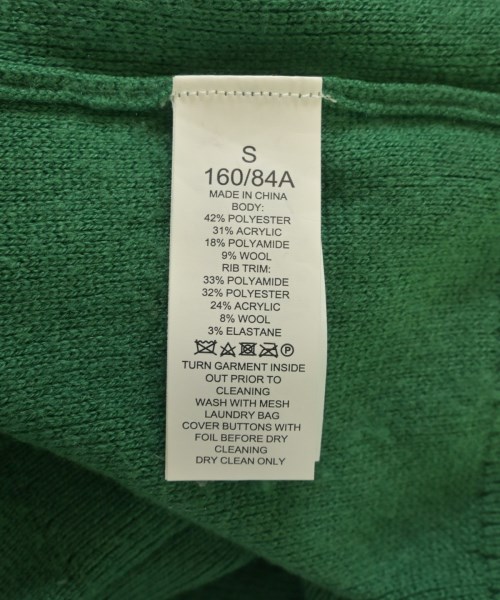 S
160/84A
MADE IN CHINA
BODY:
42% POLYESTER
31% ACRYLIC
18% POLYAMIDE
9% WOOL
RIB TRIM:
33% POLYAMIDE
32% POLYESTER
24% ACRYLIC
8% WOOL
3% ELASTANE
P
TURN GARMENT INSIDE
OUT PRIOR TO
CLEANING
WASH WITH MESH
LAUNDRY BAG
COVER BUTTONS WITH
FOIL BEFORE DRY
CLEANING
DRY CLEAN ONLY